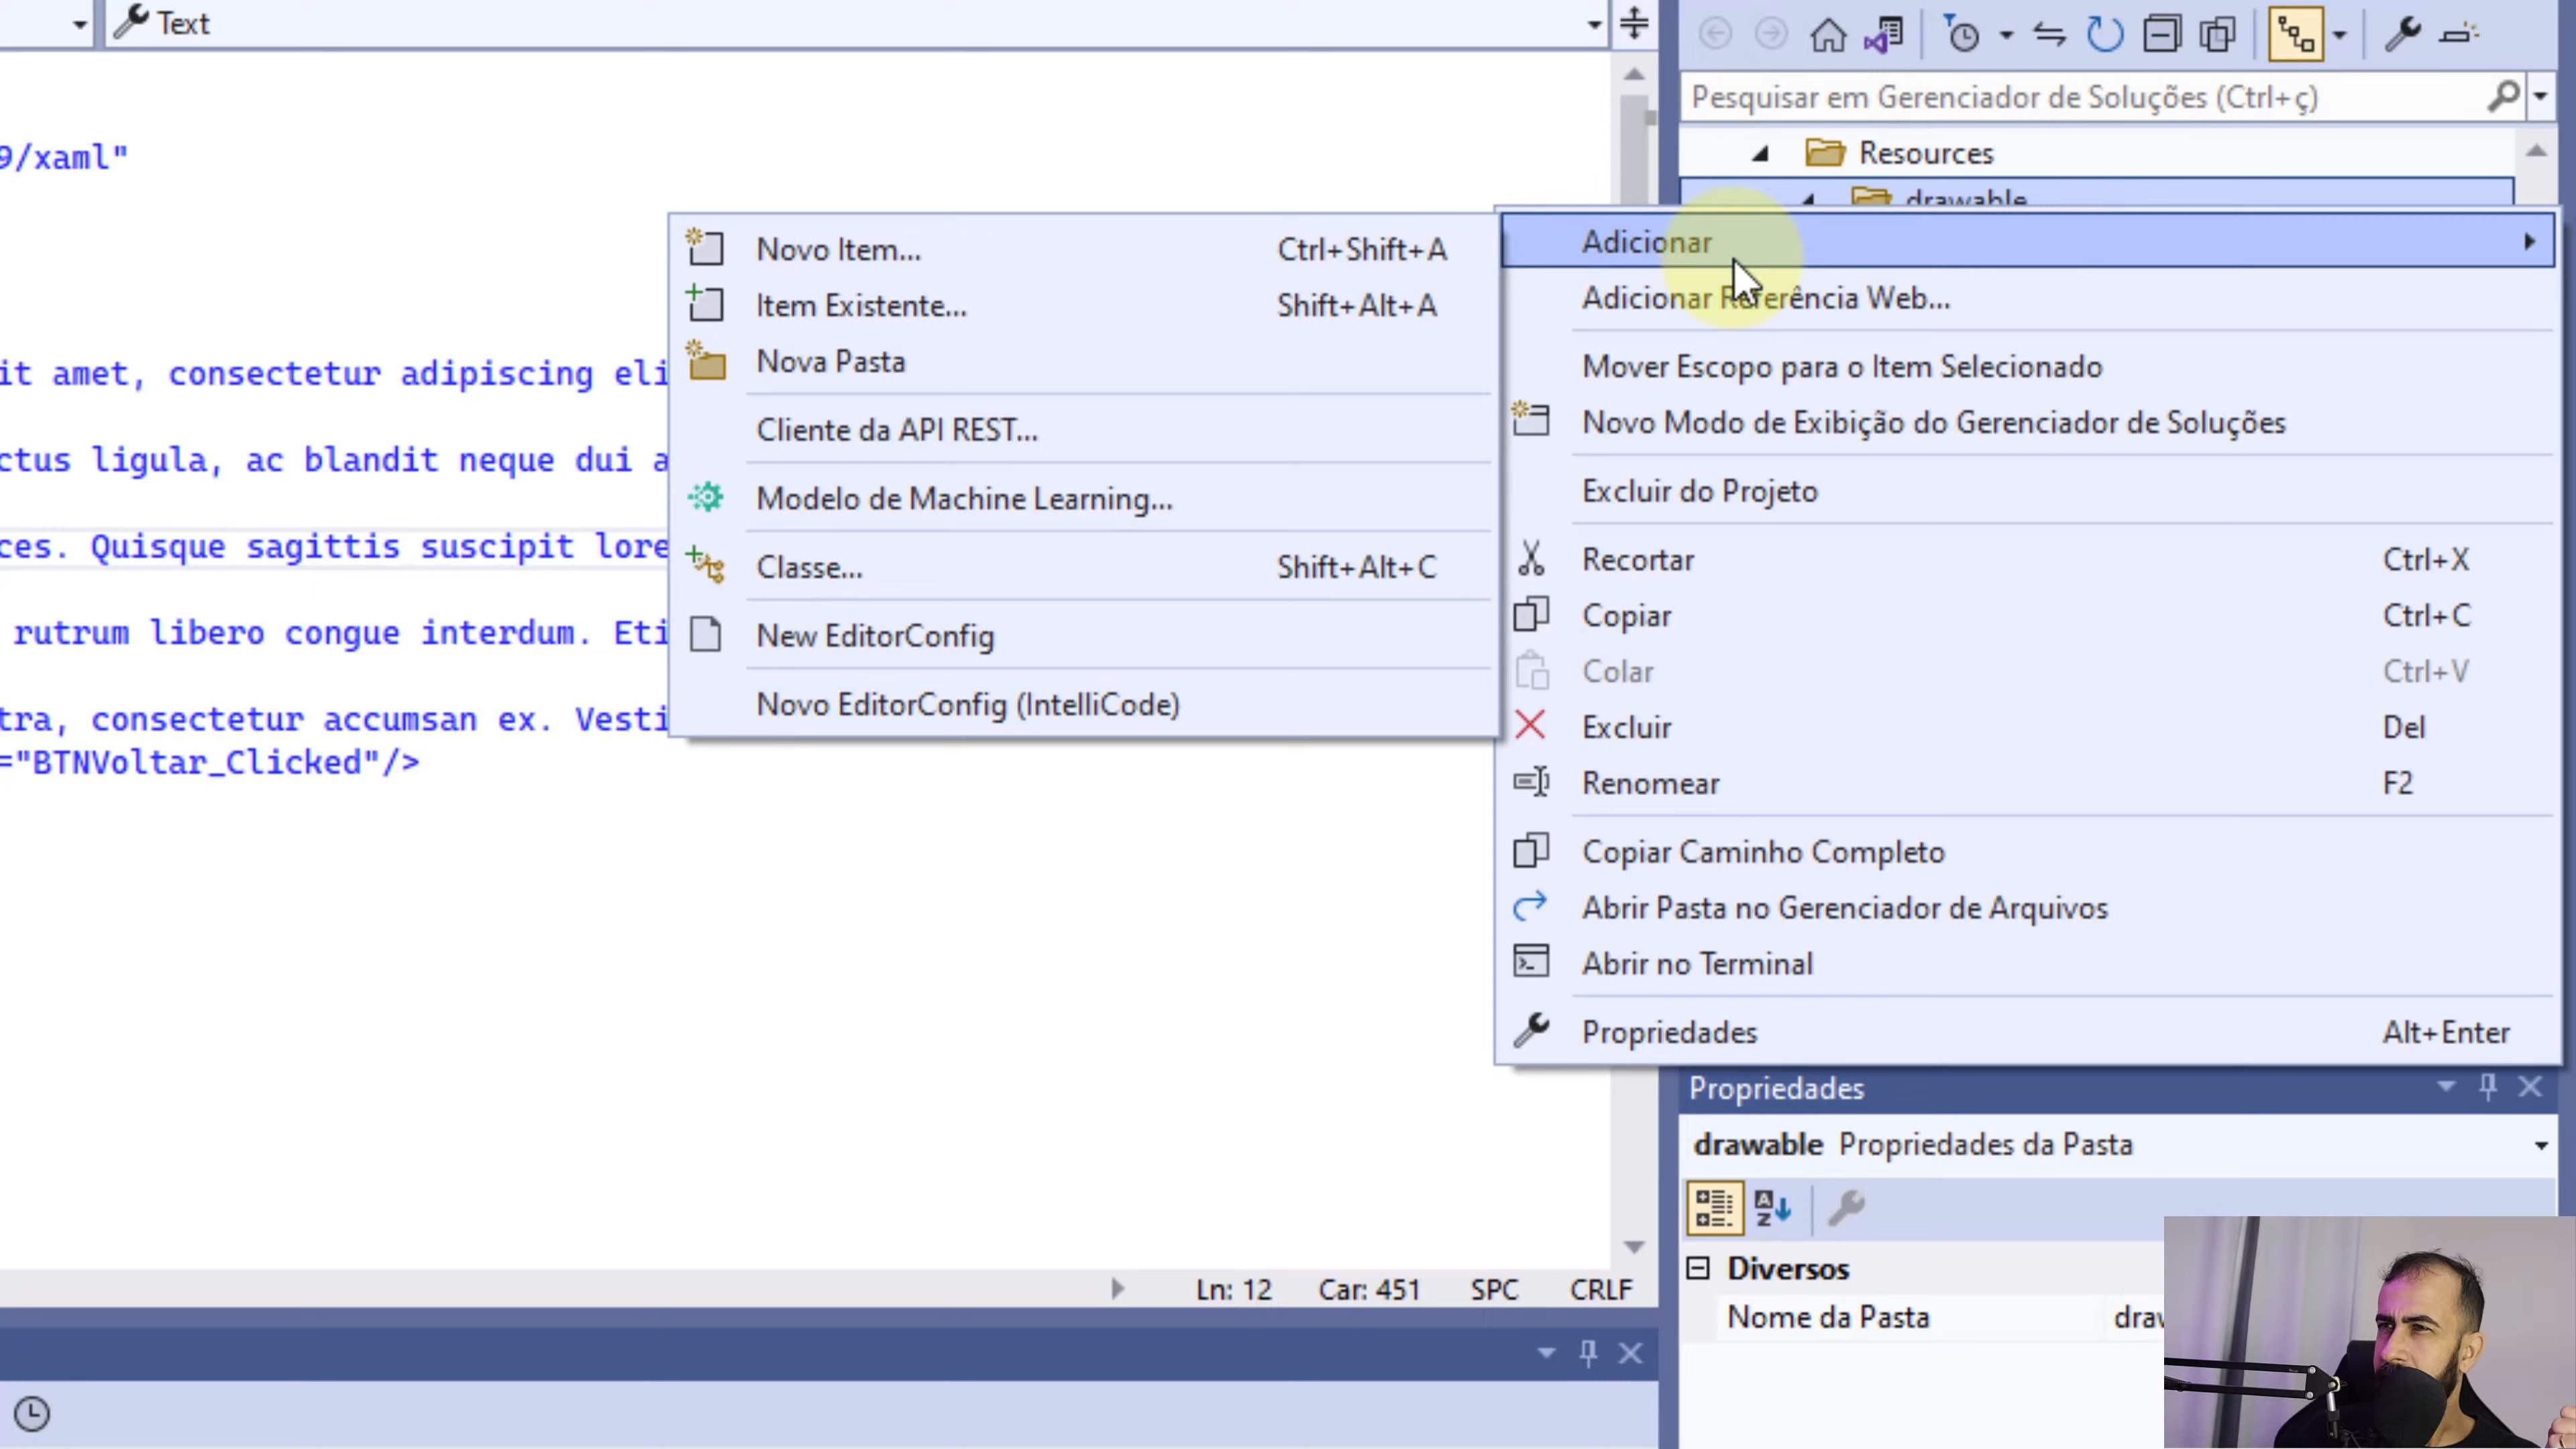 Text
Pesquisar em Gerenciador de Soluções (Ctrl+ç)
Resources
drawable
9/xaml"
it amet, consectetur adipiscing eli
ctus ligula, ac blandit neque dui a
ces. Quisque sagittis suscipit lore
rutrum libero congue interdum. Eti
tra, consectetur accumsan ex. Vesti
="BTNVoltar_Clicked"/>
Novo Item... Ctrl+Shift+A
Item Existente... Shift+Alt+A
Nova Pasta
Cliente da API REST...
Modelo de Machine Learning...
Classe... Shift+Alt+C
New EditorConfig
Novo EditorConfig (IntelliCode)
Adicionar
Adicionar Referência Web...
Mover Escopo para o Item Selecionado
Novo Modo de Exibição do Gerenciador de Soluções
Excluir do Projeto
Recortar Ctrl+X
Copiar Ctrl+C
Colar Ctrl+V
Excluir Del
Renomear F2
Copiar Caminho Completo
Abrir Pasta no Gerenciador de Arquivos
Abrir no Terminal
Propriedades Alt+Enter
Propriedades
drawable Propriedades da Pasta
Diversos
Nome da Pasta
Ln: 12 Car: 451 SPC CRLF